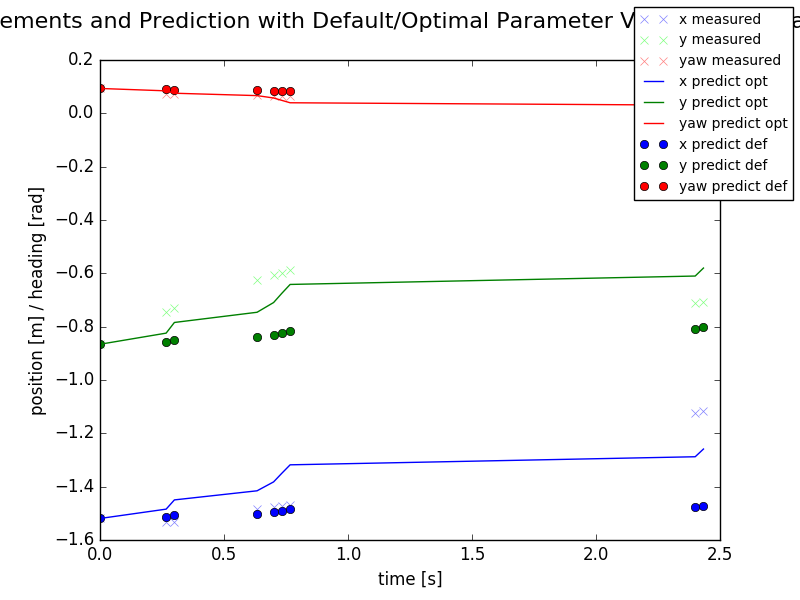 ements and Prediction with Default/Optimal Parameter V
x measured
y measured
yaw measured
x predict opt
y predict opt
yaw predict opt
x predict def
y predict def
yaw predict def
0.2
0.0
−0.2
−0.4
−0.6
−0.8
−1.0
−1.2
−1.4
−1.6
position [m] / heading [rad]
0.0 0.5 1.0 1.5 2.0 2.5
time [s]